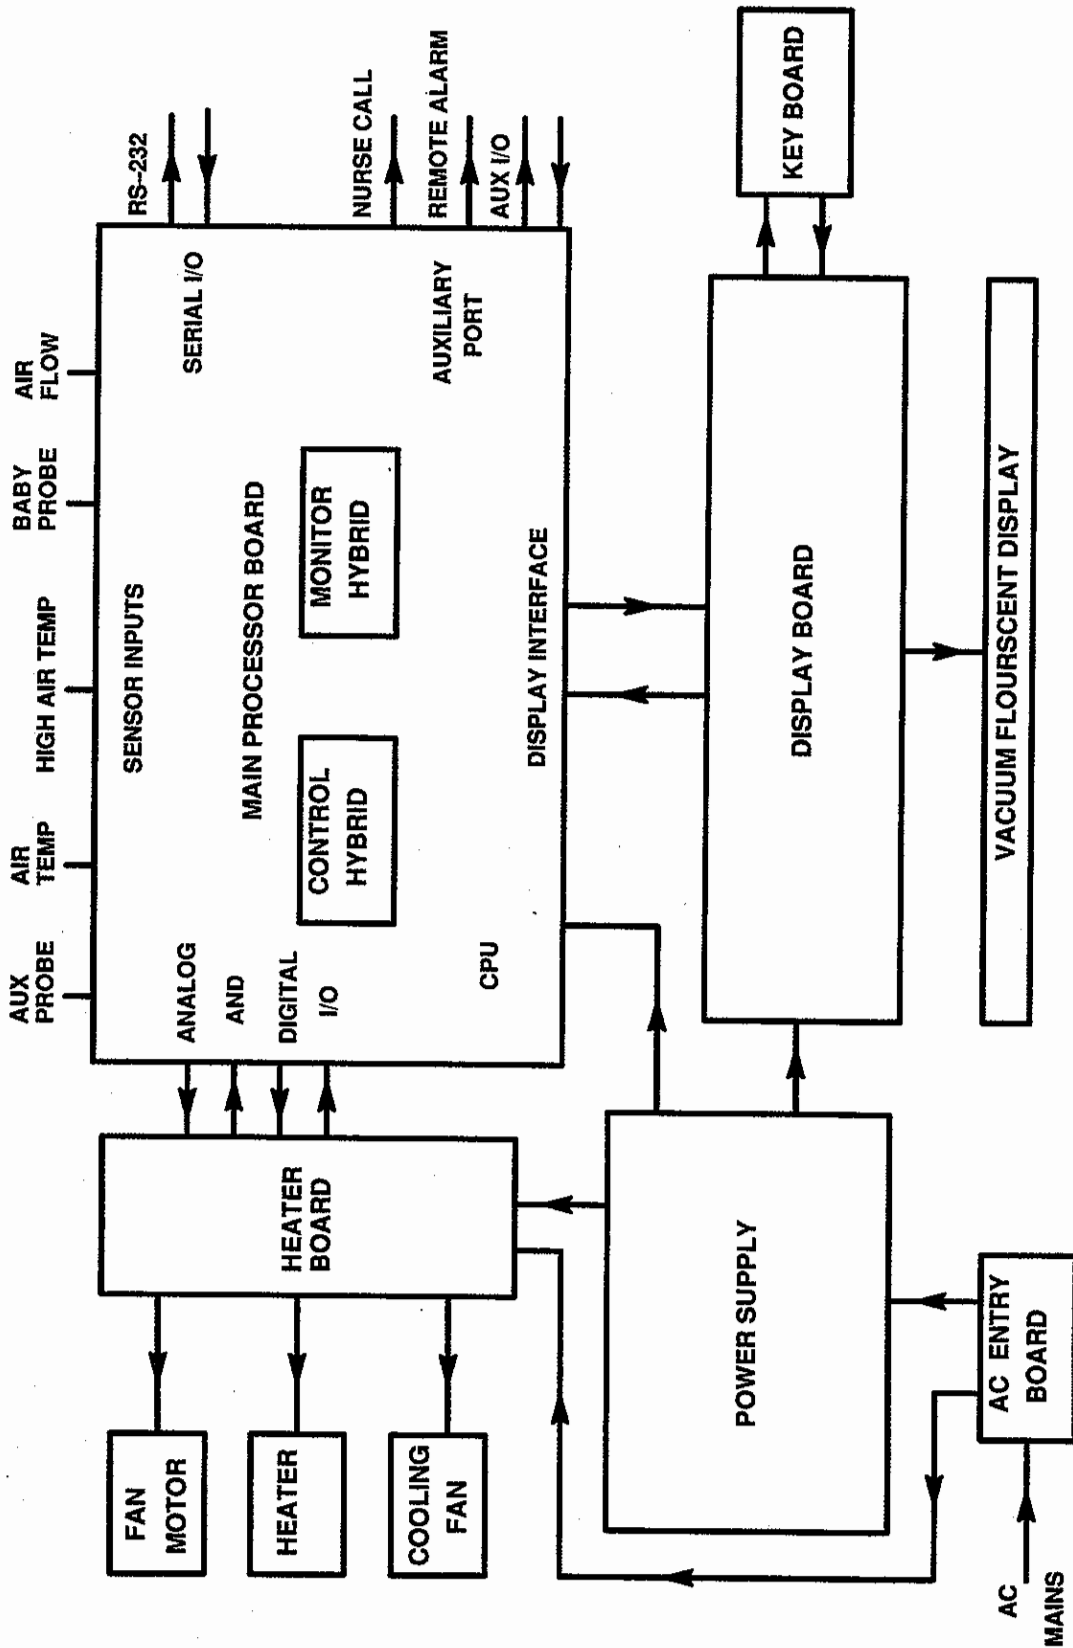 AUX
PROBE
AIR
TEMP
HIGH AIR TEMP
BABY
PROBE
AIR
FLOW
SENSOR INPUTS
ANALOG
AND
DIGITAL
I/O
MAIN PROCESSOR BOARD
CONTROL
HYBRID
MONITOR
HYBRID
SERIAL I/O
RS-232
AUXILIARY
PORT
NURSE CALL
REMOTE ALARM
AUX I/O
CPU
DISPLAY INTERFACE
FAN
MOTOR
HEATER
COOLING
FAN
HEATER
BOARD
POWER SUPPLY
DISPLAY BOARD
KEY BOARD
AC
MAINS
AC ENTRY
BOARD
VACUUM FLOURSCENT DISPLAY